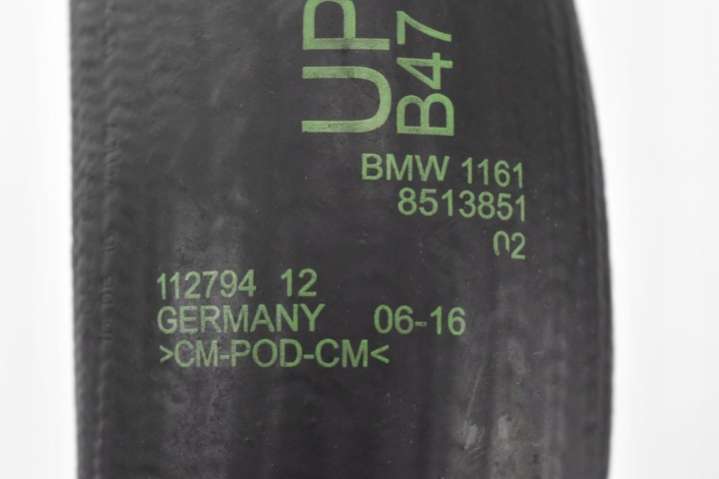 UP
B47
BMW 1161
8513851
02
112794 12
GERMANY 06-16
>CM-POD-CM<